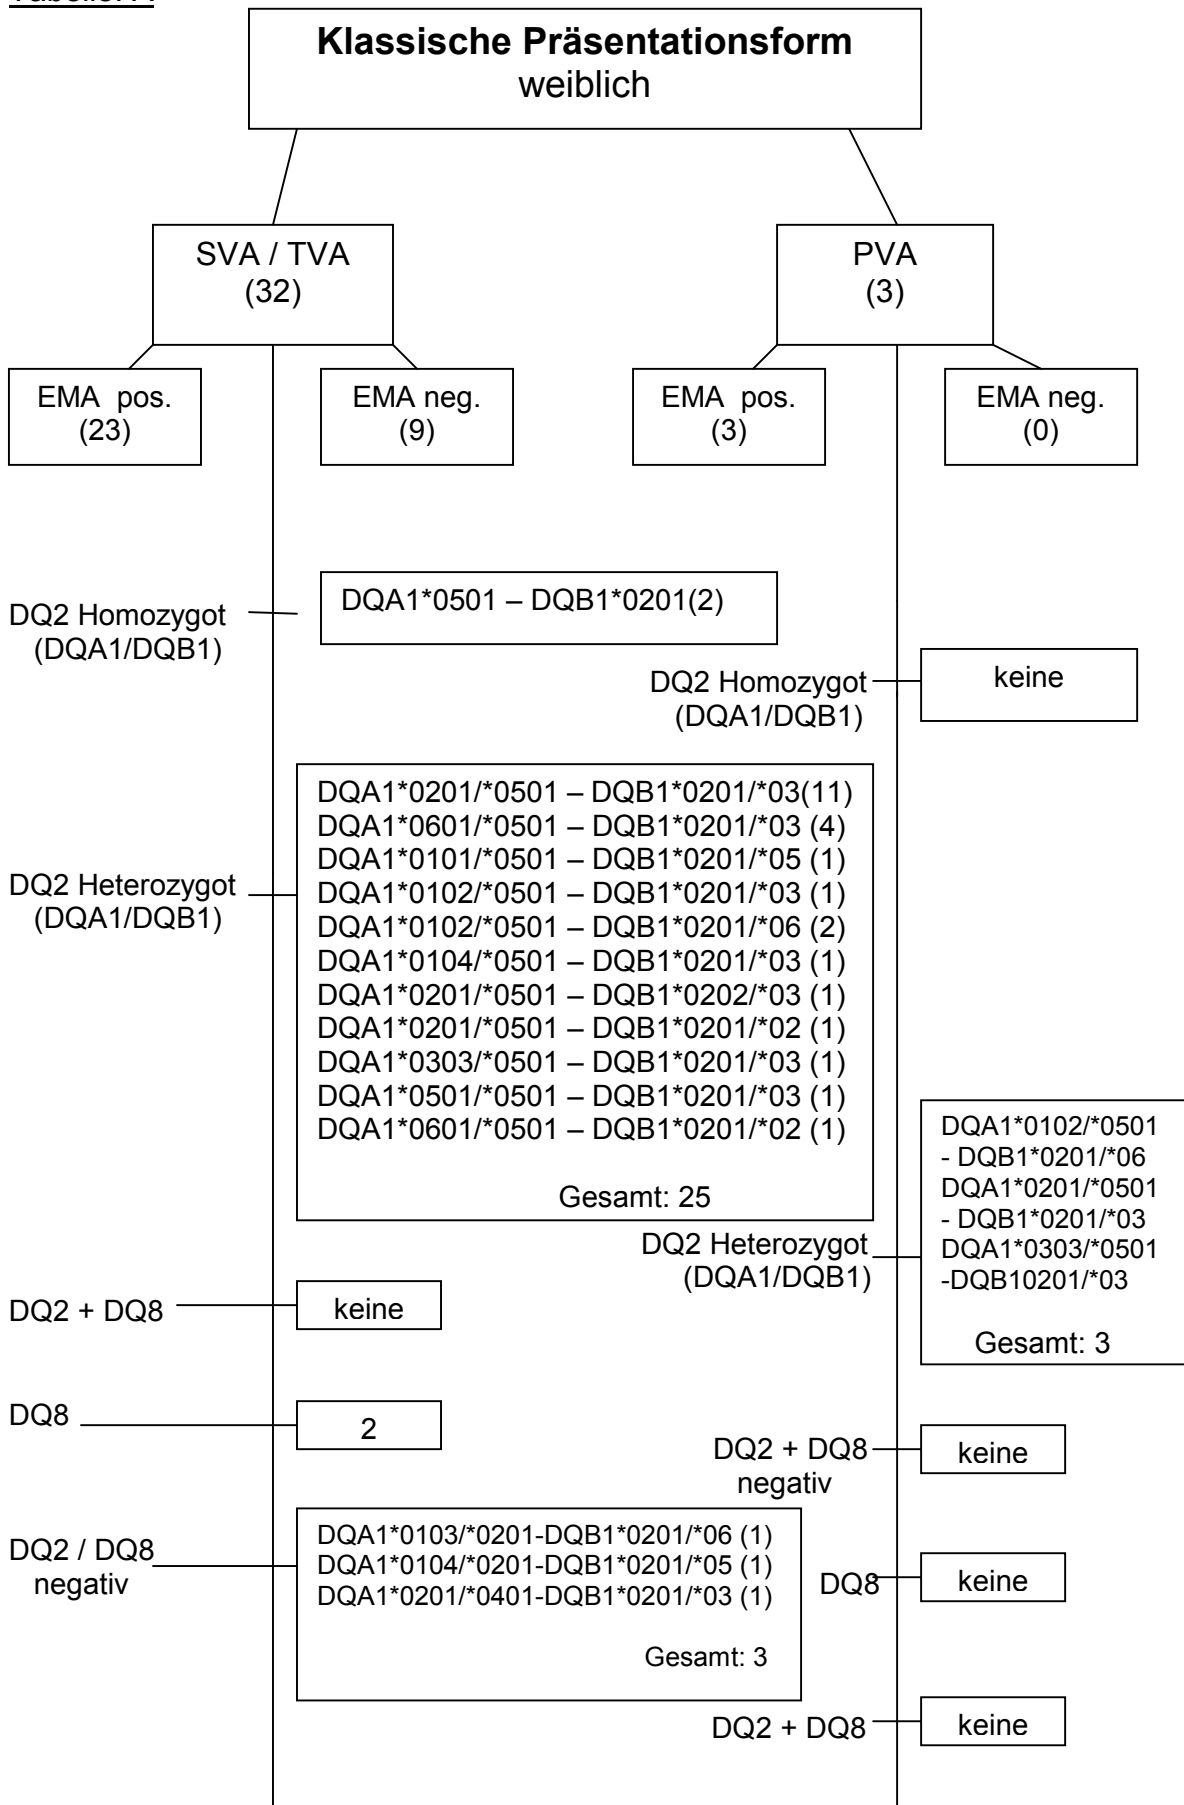 Klassische Präsentationsform
weiblich
SVA / TVA
(32)
PVA
(3)
EMA pos.
(23)
EMA neg.
(9)
EMA pos.
(3)
EMA neg.
(0)
DQ2 Homozygot
(DQA1/DQB1)
DQA1*0501 – DQB1*0201(2)
DQ2 Homozygot
(DQA1/DQB1)
keine
DQ2 Heterozygot
(DQA1/DQB1)
DQA1*0201/*0501 – DQB1*0201/*03(11)
DQA1*0601/*0501 – DQB1*0201/*03 (4)
DQA1*0101/*0501 – DQB1*0201/*05 (1)
DQA1*0102/*0501 – DQB1*0201/*03 (1)
DQA1*0102/*0501 – DQB1*0201/*06 (2)
DQA1*0104/*0501 – DQB1*0201/*03 (1)
DQA1*0201/*0501 – DQB1*0202/*03 (1)
DQA1*0201/*0501 – DQB1*0201/*02 (1)
DQA1*0303/*0501 – DQB1*0201/*03 (1)
DQA1*0501/*0501 – DQB1*0201/*03 (1)
DQA1*0601/*0501 – DQB1*0201/*02 (1)
Gesamt: 25
DQ2 Heterozygot
(DQA1/DQB1)
DQA1*0102/*0501
- DQB1*0201/*06
DQA1*0201/*0501
- DQB1*0201/*03
DQA1*0303/*0501
-DQB10201/*03
Gesamt: 3
DQ2 + DQ8
keine
DQ8
2
DQ2 + DQ8
negativ
keine
DQ2 / DQ8
negativ
DQA1*0103/*0201-DQB1*0201/*06 (1)
DQA1*0104/*0201-DQB1*0201/*05 (1)
DQA1*0201/*0401-DQB1*0201/*03 (1)
Gesamt: 3
DQ8
keine
DQ2 + DQ8
keine